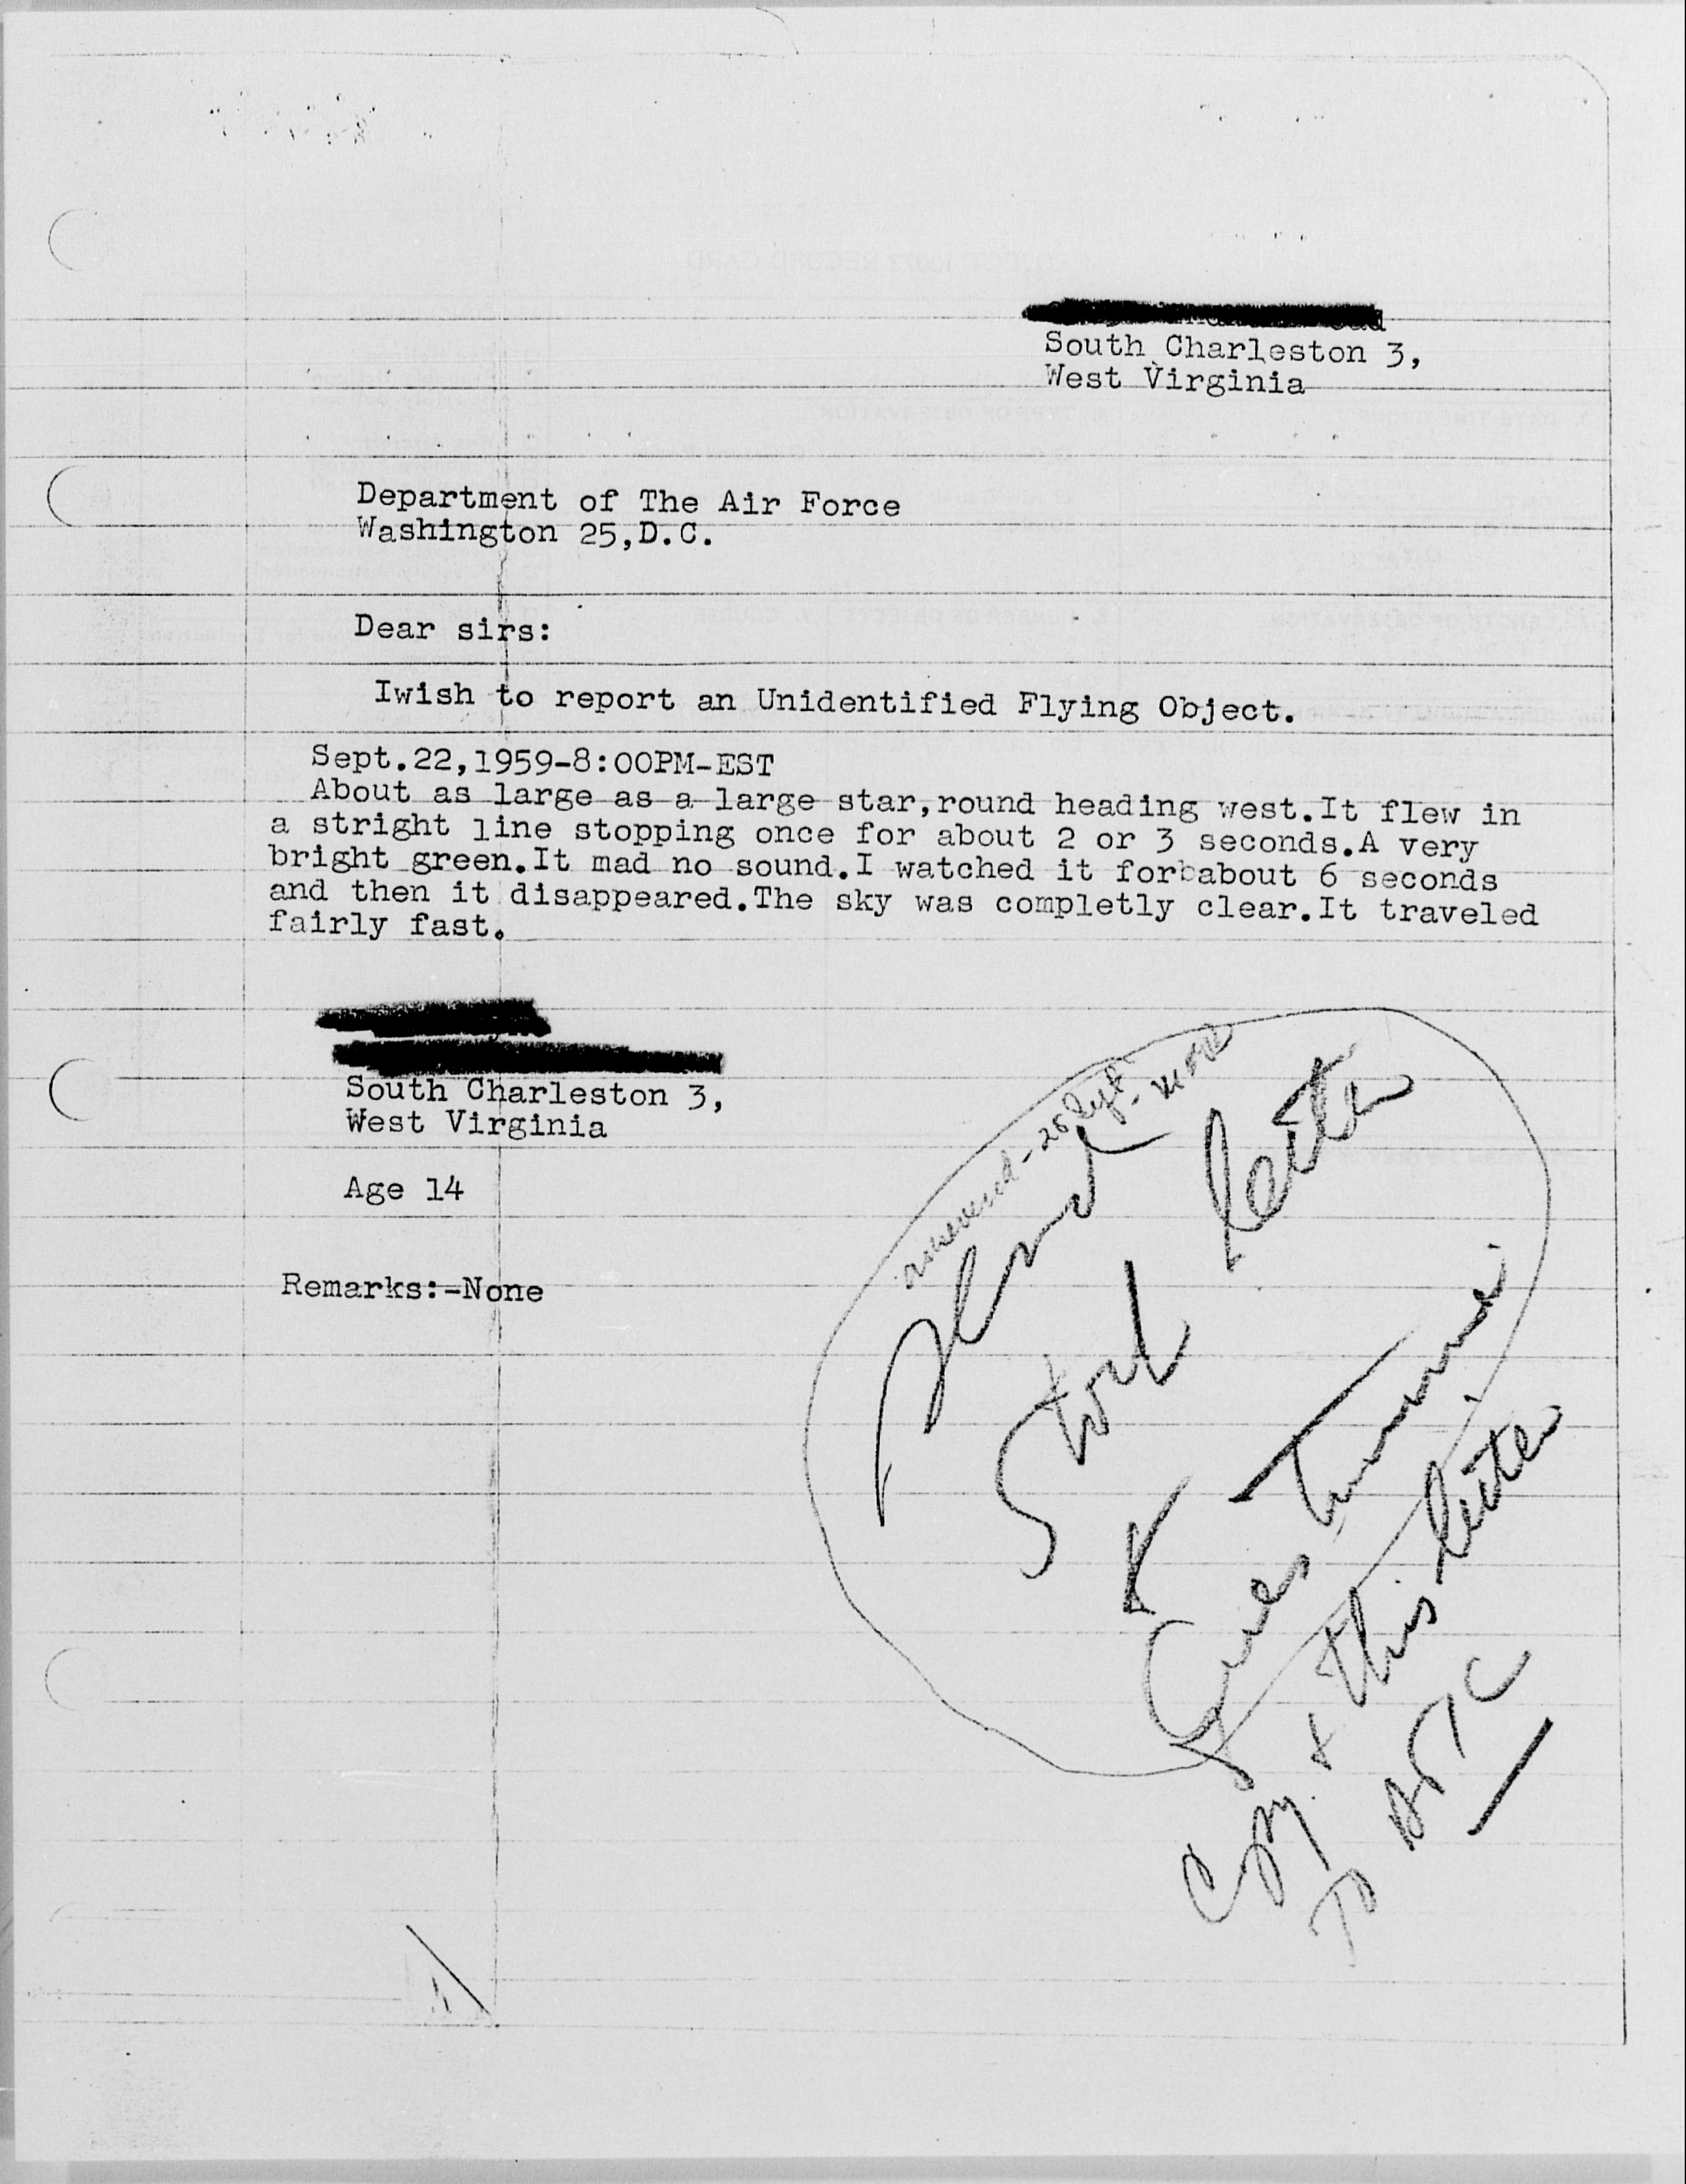 South Charleston 3,
West Virginia
Department of The Air Force
Washington 25,D.C.
Dear sirs:
Iwish to report an Unidentified Flying Object.
Sept.22,1959-8:00PM-EST
About as large as a large star,round heading west.It flew in
a stright line stopping once for about 2 or 3 seconds.A very
bright green.It mad no sound.I watched it for about 6 seconds
and then it disappeared.The sky was completly clear.It traveled
fairly fast.
South Charleston 3,
West Virginia
Age 14
Remarks:-None
Send
Stock letter
Copy & this letter
To ATIC